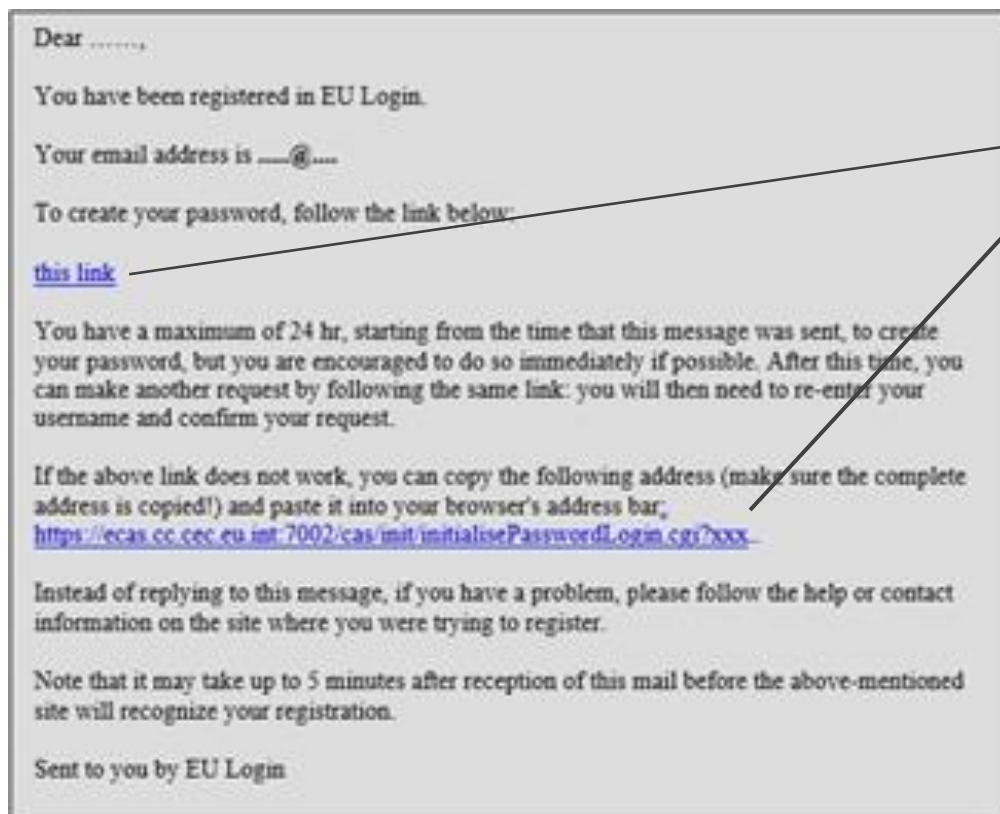 Dear ......,
You have been registered in EU Login.
Your email address is .....@....
To create your password, follow the link below:
this link
You have a maximum of 24 hr, starting from the time that this message was sent, to create
your password, but you are encouraged to do so immediately if possible. After this time, you
can make another request by following the same link: you will then need to re-enter your
username and confirm your request.
If the above link does not work, you can copy the following address (make sure the complete
address is copied!) and paste it into your browser's address bar:
https://ecas.cc.cec.eu.int:7002/cas/init/initialisePasswordLogin.cgi?xxx..
Instead of replying to this message, if you have a problem, please follow the help or contact
information on the site where you were trying to register.
Note that it may take up to 5 minutes after reception of this mail before the above-mentioned
site will recognize your registration.
Sent to you by EU Login